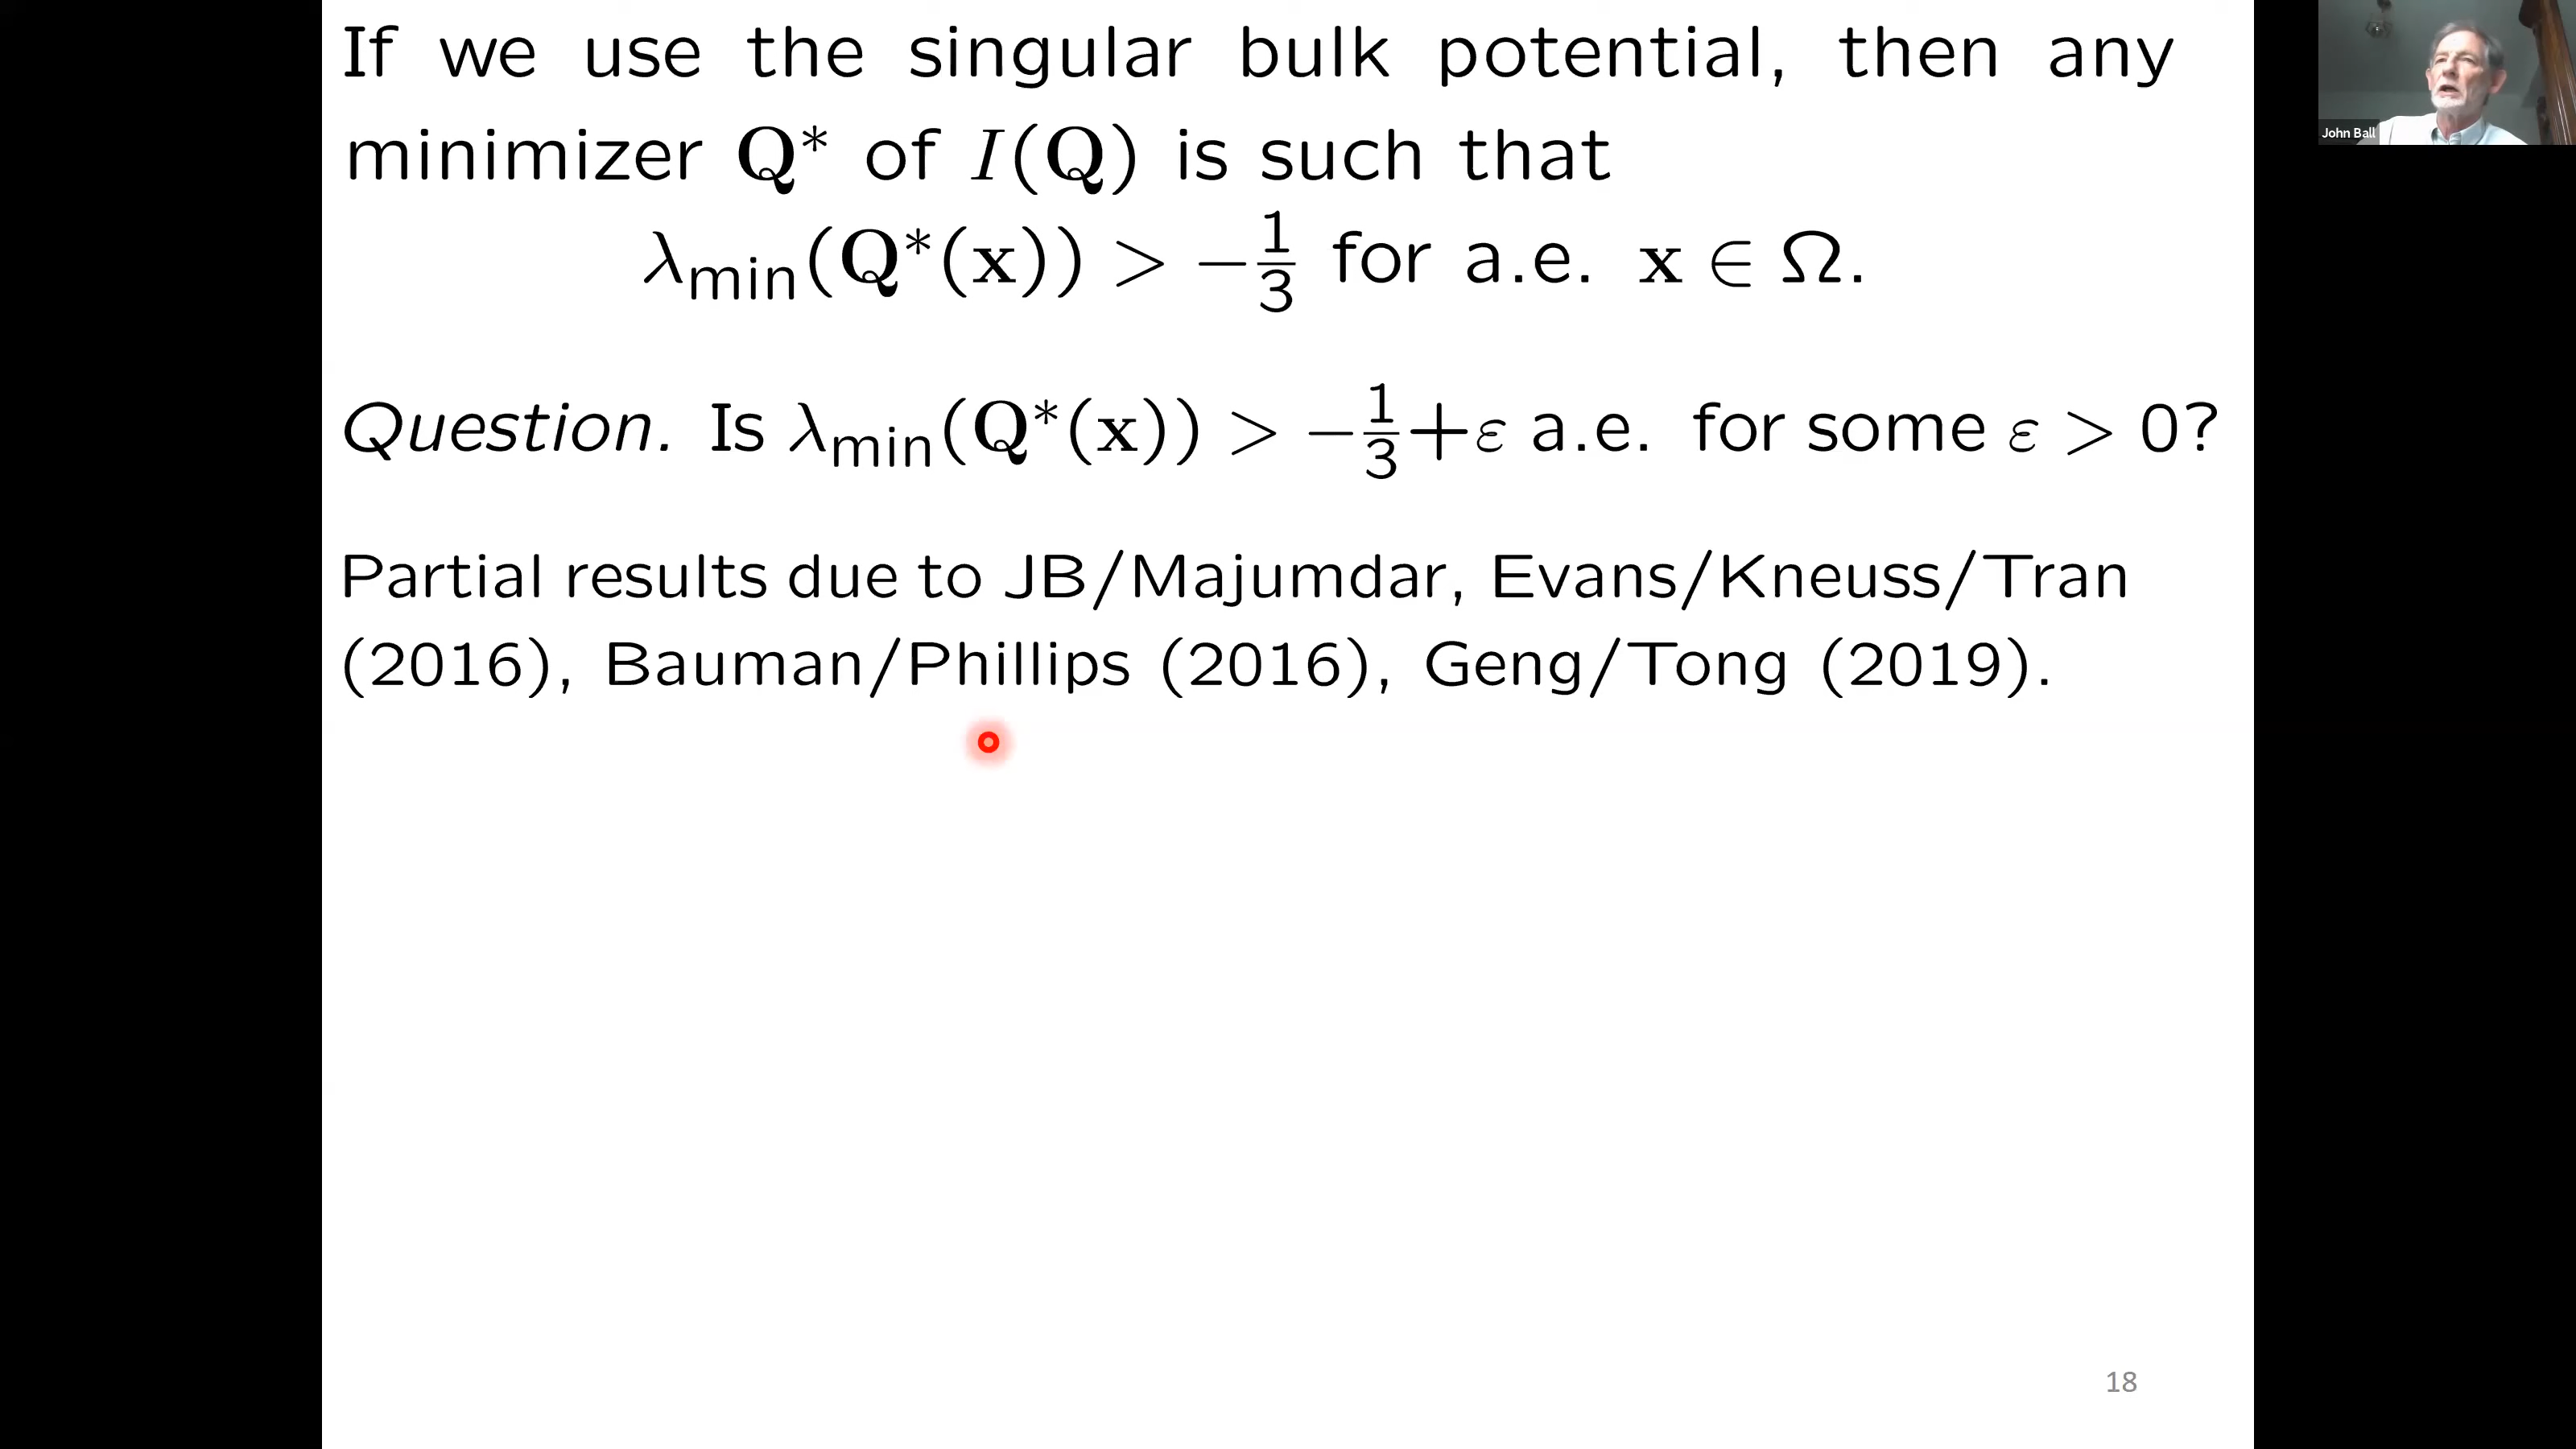 If we use the singular bulk potential, then any
minimizer Q* of I(Q) is such that
λmin(Q*(x)) > −1/3 for a.e. x ∈ Ω.
Question. Is λmin(Q*(x)) > −1/3+ε a.e. for some ε > 0?
Partial results due to JB/Majumdar, Evans/Kneuss/Tran
(2016), Bauman/Phillips (2016), Geng/Tong (2019).
18
John Ball